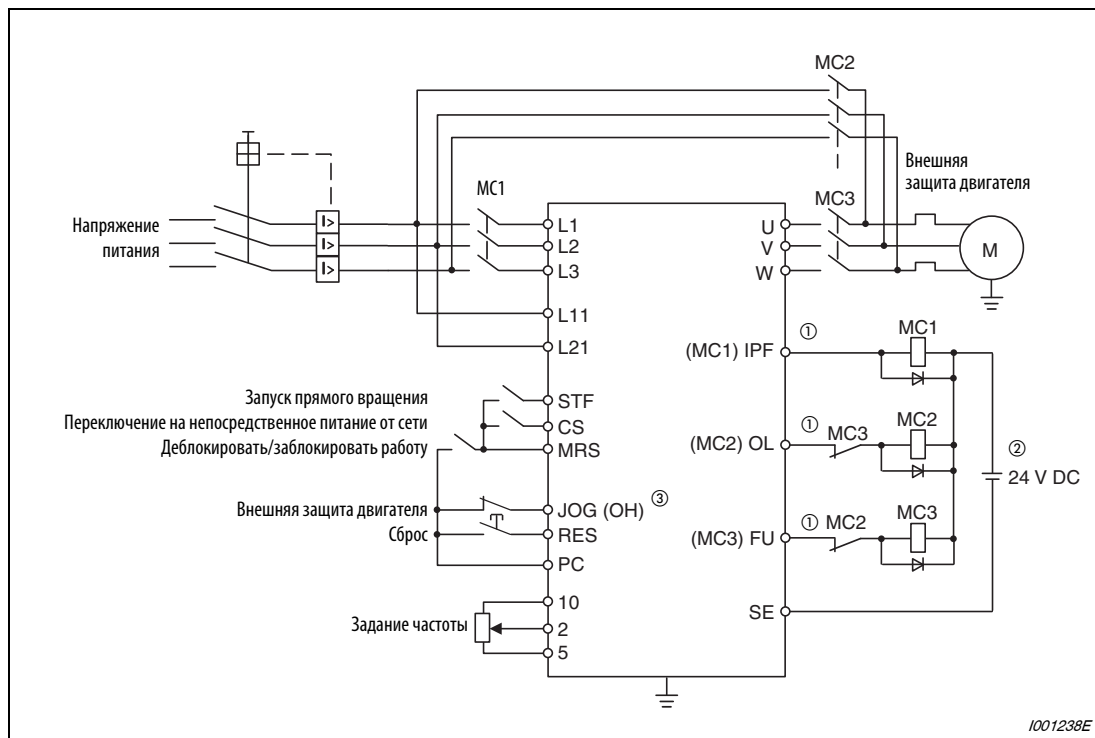 MC2
Внешняя
защита двигателя
MC1
MC3
Напряжение
питания
I>
I>
I>
L1
L2
L3
L11
L21
U
V
W
M
(MC1) IPF
①
MC1
Запуск прямого вращения
STF
Переключение на непосредственное питание от сети
CS
Деблокировать/заблокировать работу
MRS
(MC2) OL
①
MC3
MC2
②
24 V DC
Внешняя защита двигателя
JOG (OH)
③
Сброс
RES
PC
(MC3) FU
①
MC2
MC3
10
Задание частоты
2
5
SE
I001238E